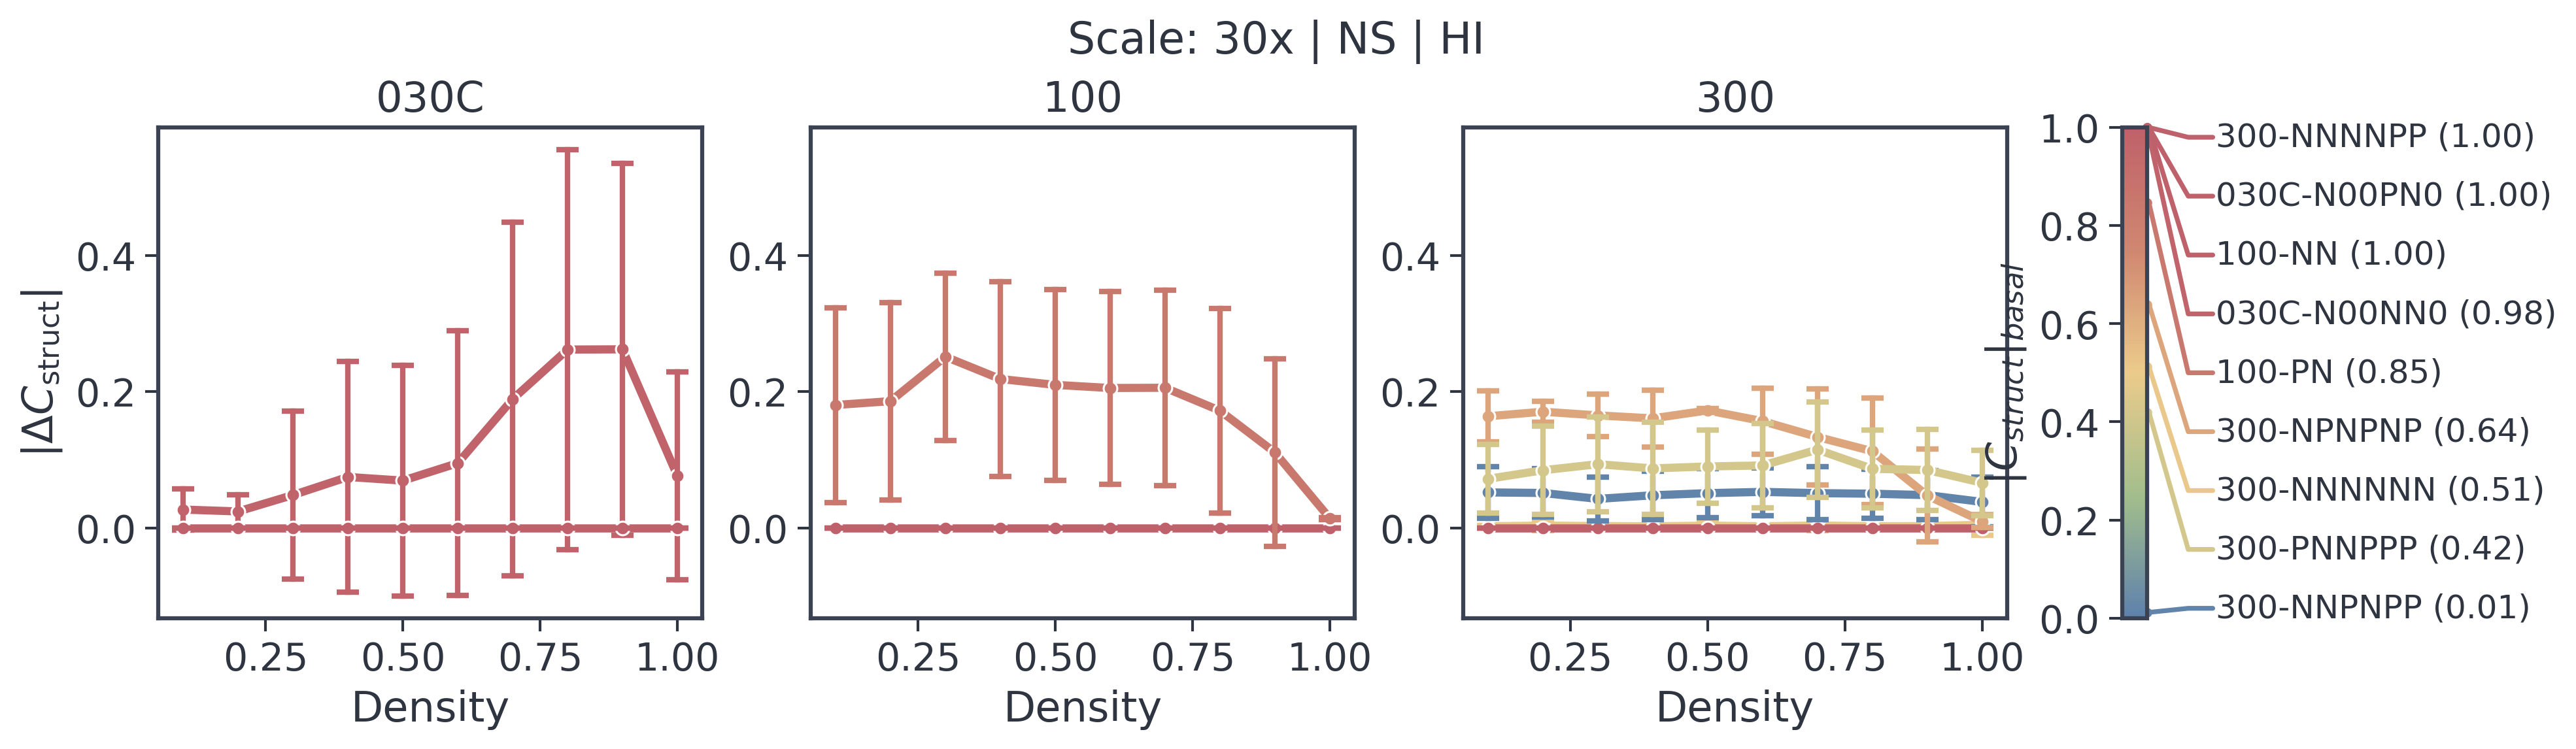 Scale: 30x | NS | HI
030C
100
300
|ΔC_struct|
0.4
0.2
0.0
0.25 0.50 0.75 1.00
Density
0.4
0.2
0.0
0.25 0.50 0.75 1.00
Density
0.4
0.2
0.0
0.25 0.50 0.75 1.00
Density
|C_struct|_basal
1.0
0.8
0.6
0.4
0.2
0.0
300-NNNNPP (1.00)
030C-N00PN0 (1.00)
100-NN (1.00)
030C-N00NN0 (0.98)
100-PN (0.85)
300-NPNPNP (0.64)
300-NNNNNN (0.51)
300-PNNPPP (0.42)
300-NNPNPP (0.01)